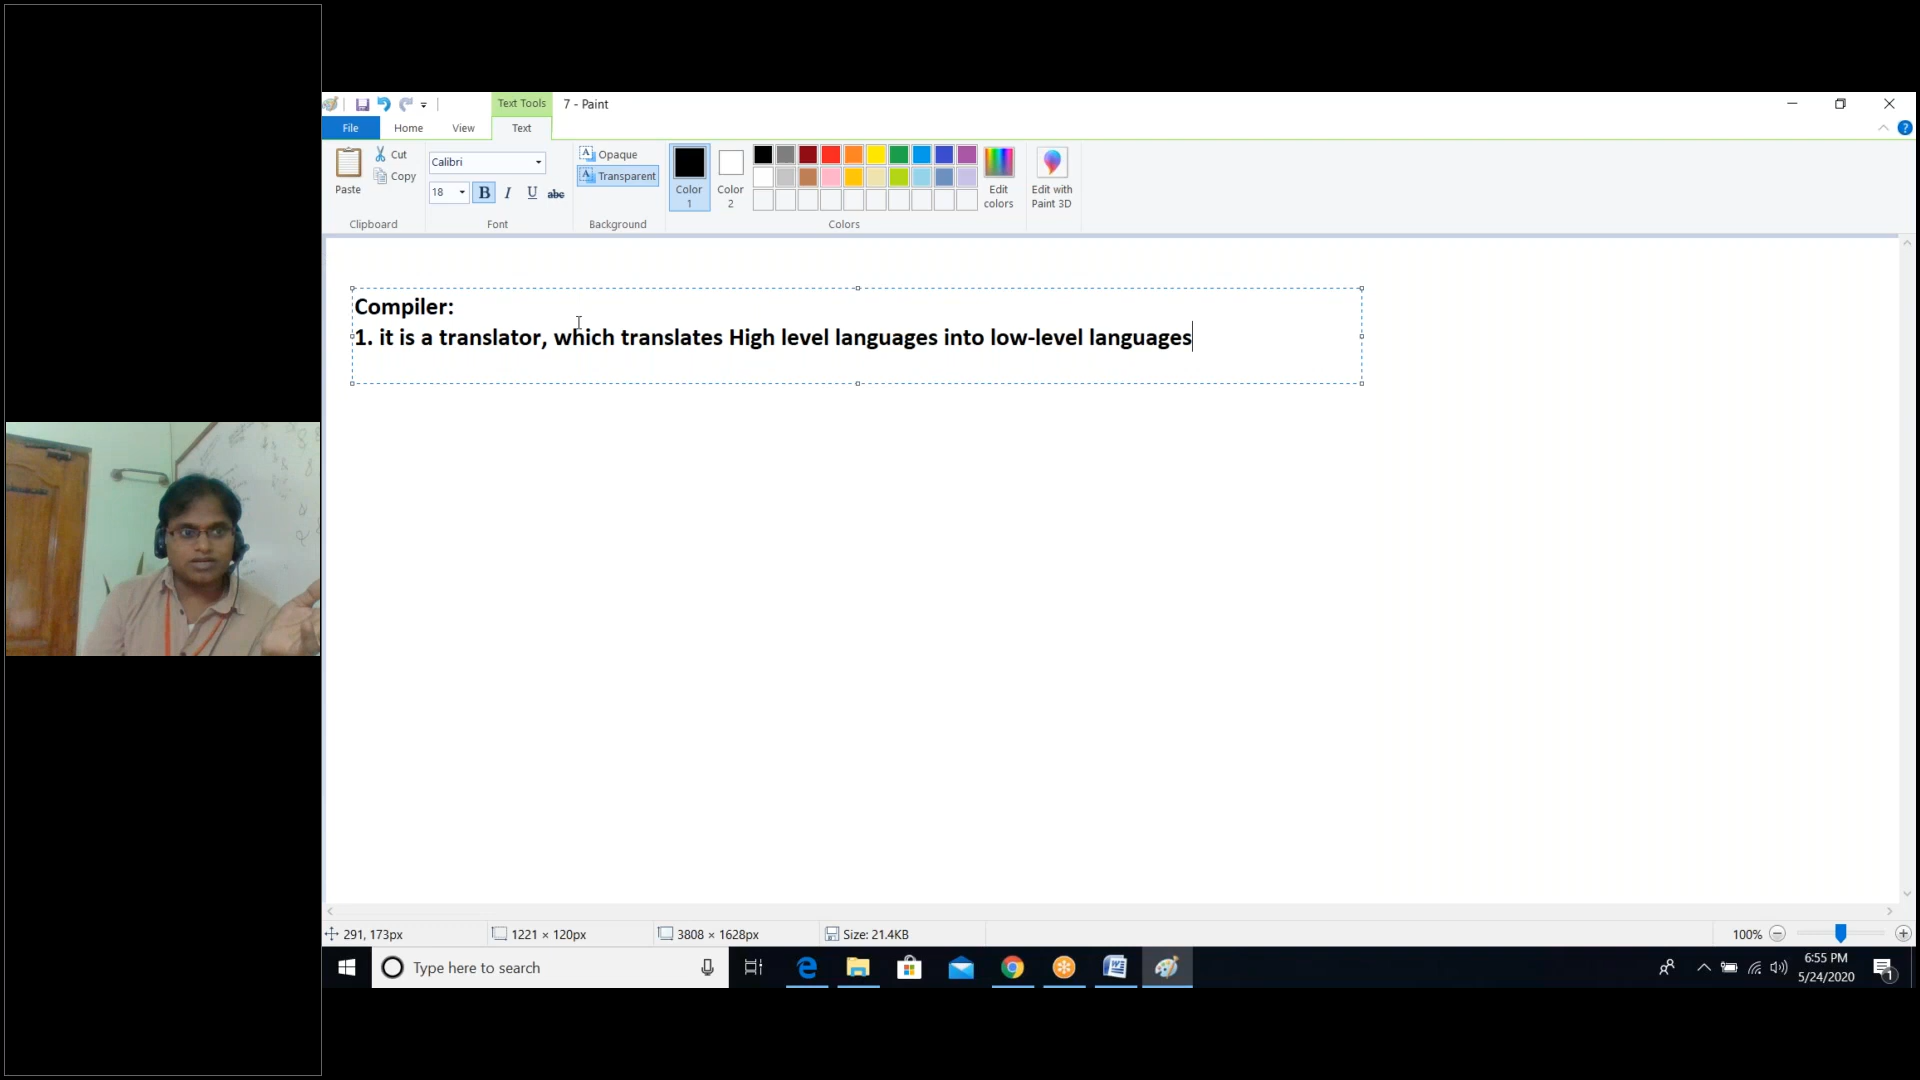 Text Tools
7 - Paint
File
Home
View
Text
Paste
Cut
Copy
Clipboard
Calibri
18
B
I
U
abc
Font
A
Opaque
A
Transparent
Background
Color
1
Color
2
Edit
colors
Colors
Edit with
Paint 3D
?
Compiler:
1. it is a translator, which translates High level languages into low-level languages
291, 173px
1221 × 120px
3808 × 1628px
Size: 21.4KB
100%
Type here to search
6:55 PM
5/24/2020
1